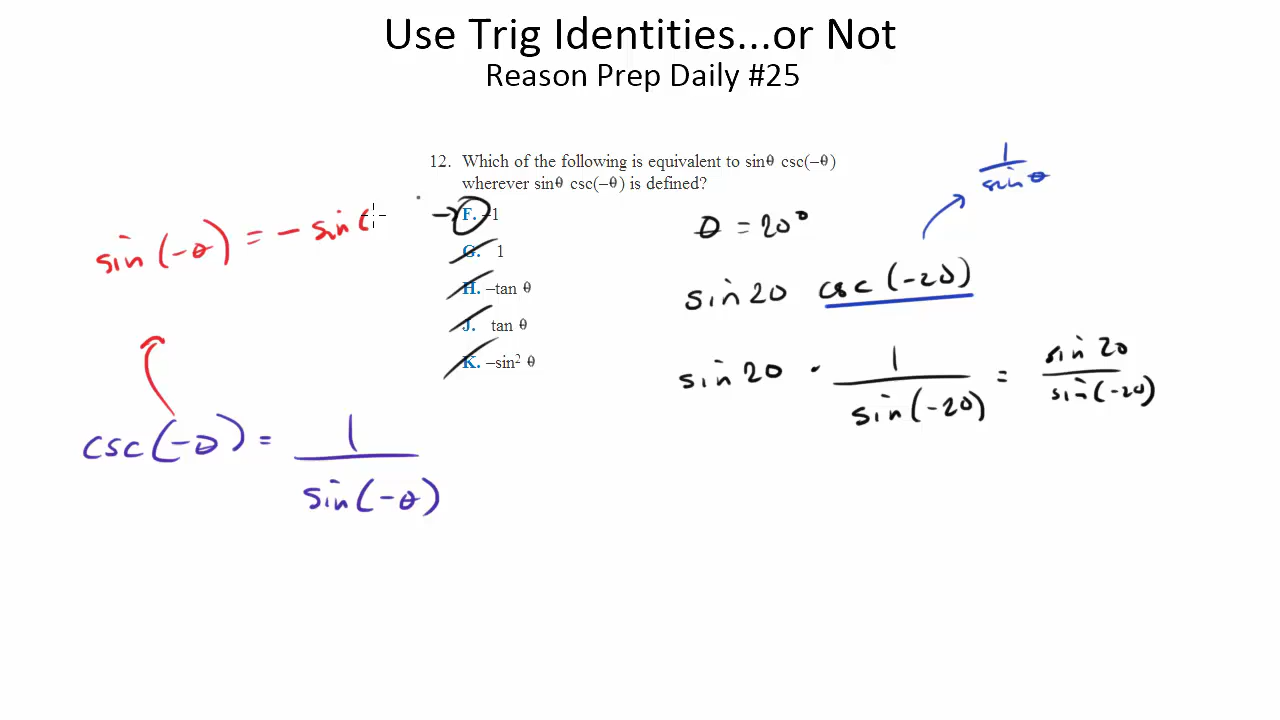 Use Trig Identities...or Not
Reason Prep Daily #25
12. Which of the following is equivalent to sinθ csc(−θ)
wherever sinθ csc(−θ) is defined?
F. −1
G. 1
H. −tan θ
J. tan θ
K. −sin² θ
sin(−θ) = − sin(
csc(−θ) = 1 / sin(−θ)
1 / sin θ
θ = 20°
sin 20 csc(−20)
sin 20 · 1 / sin(−20) = sin 20 / sin(−20)